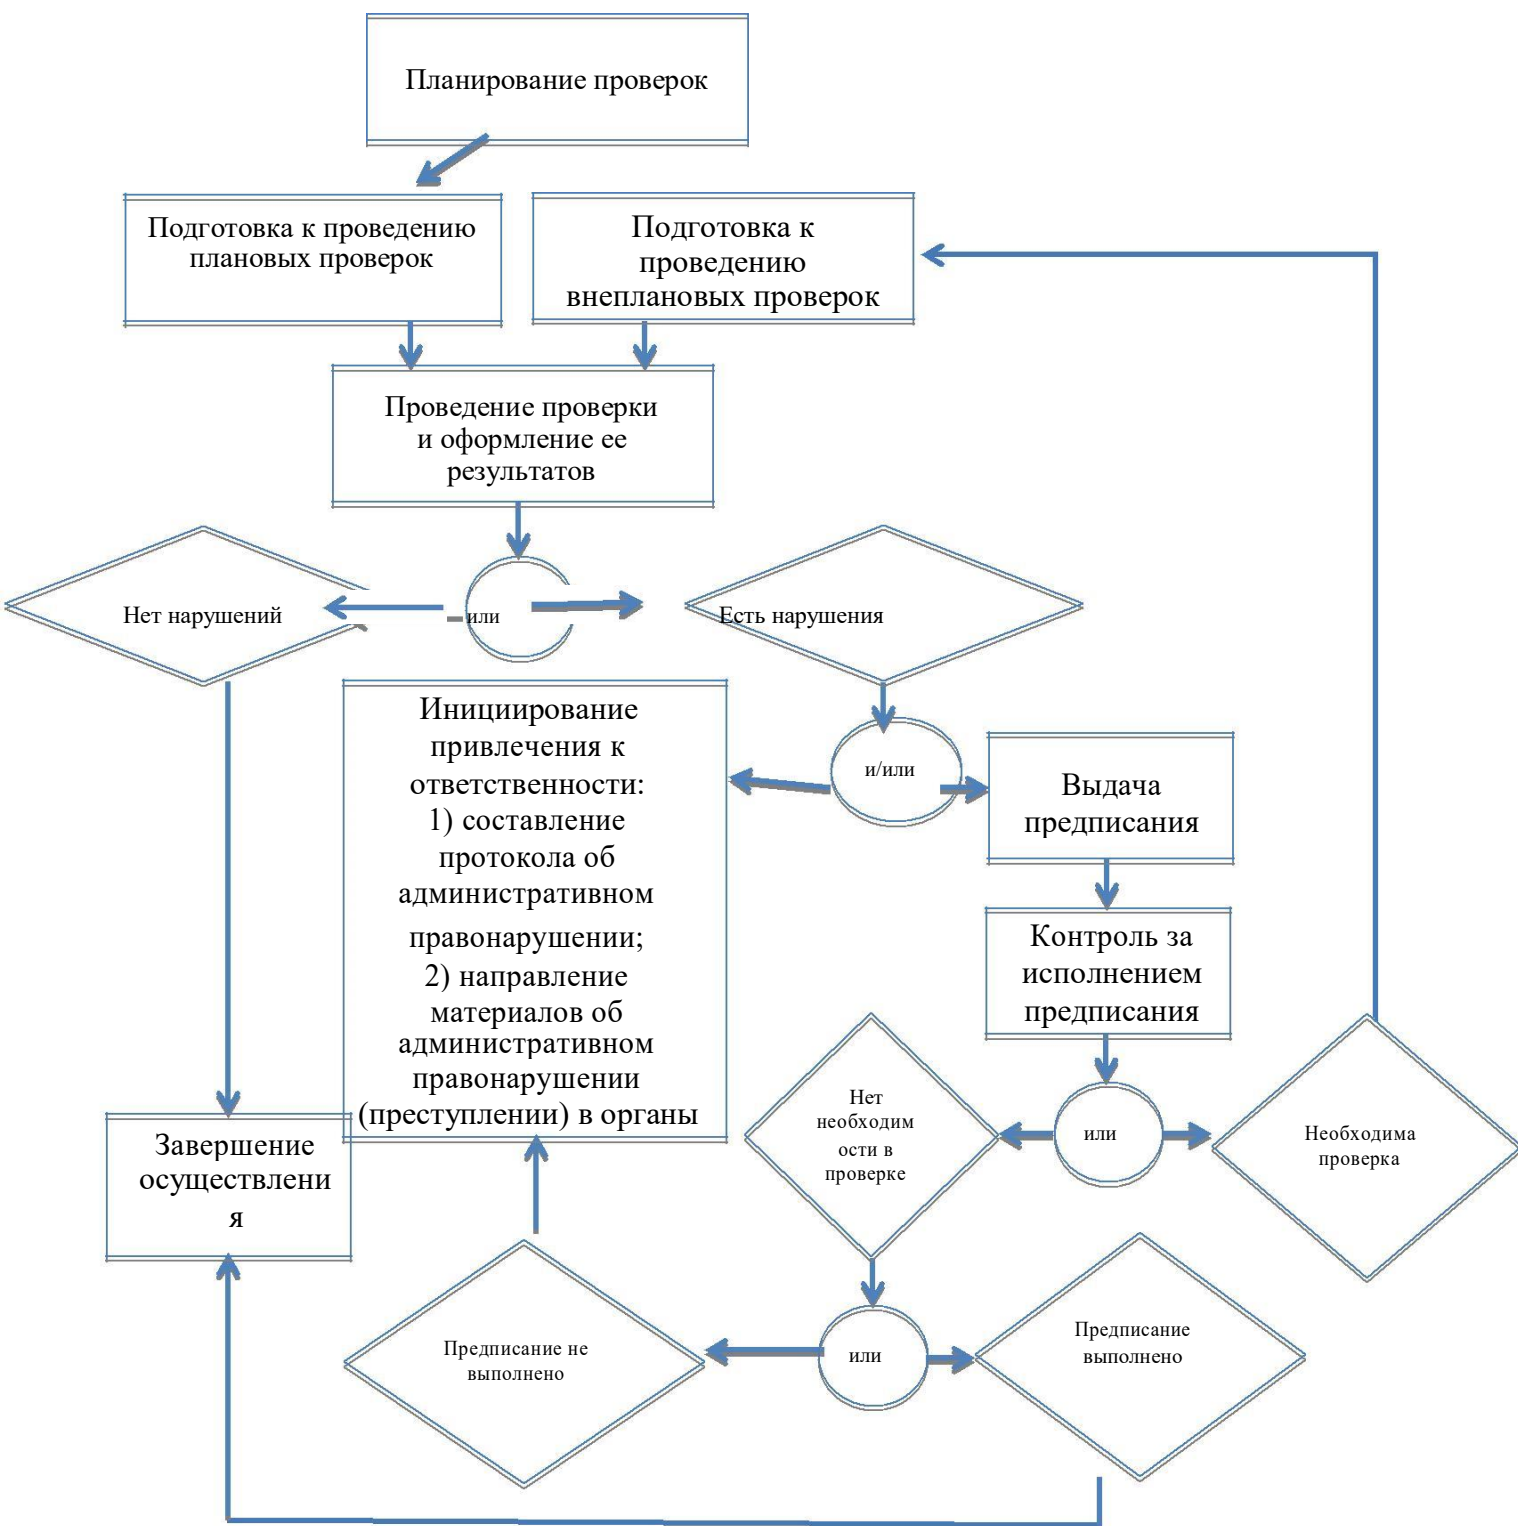 Планирование проверок
Подготовка к проведению
плановых проверок
Подготовка к
проведению
внеплановых проверок
Проведение проверки
и оформление ее
результатов
Нет нарушений
или
Есть нарушения
Инициирование
привлечения к
ответственности:
1) составление
протокола об
административном
правонарушении;
2) направление
материалов об
административном
правонарушении
(преступлении) в органы
и/или
Выдача
предписания
Контроль за
исполнением
предписания
Нет
необходим
ости в
проверке
или
Необходима
проверка
Завершение
осуществлени
я
Предписание не
выполнено
или
Предписание
выполнено